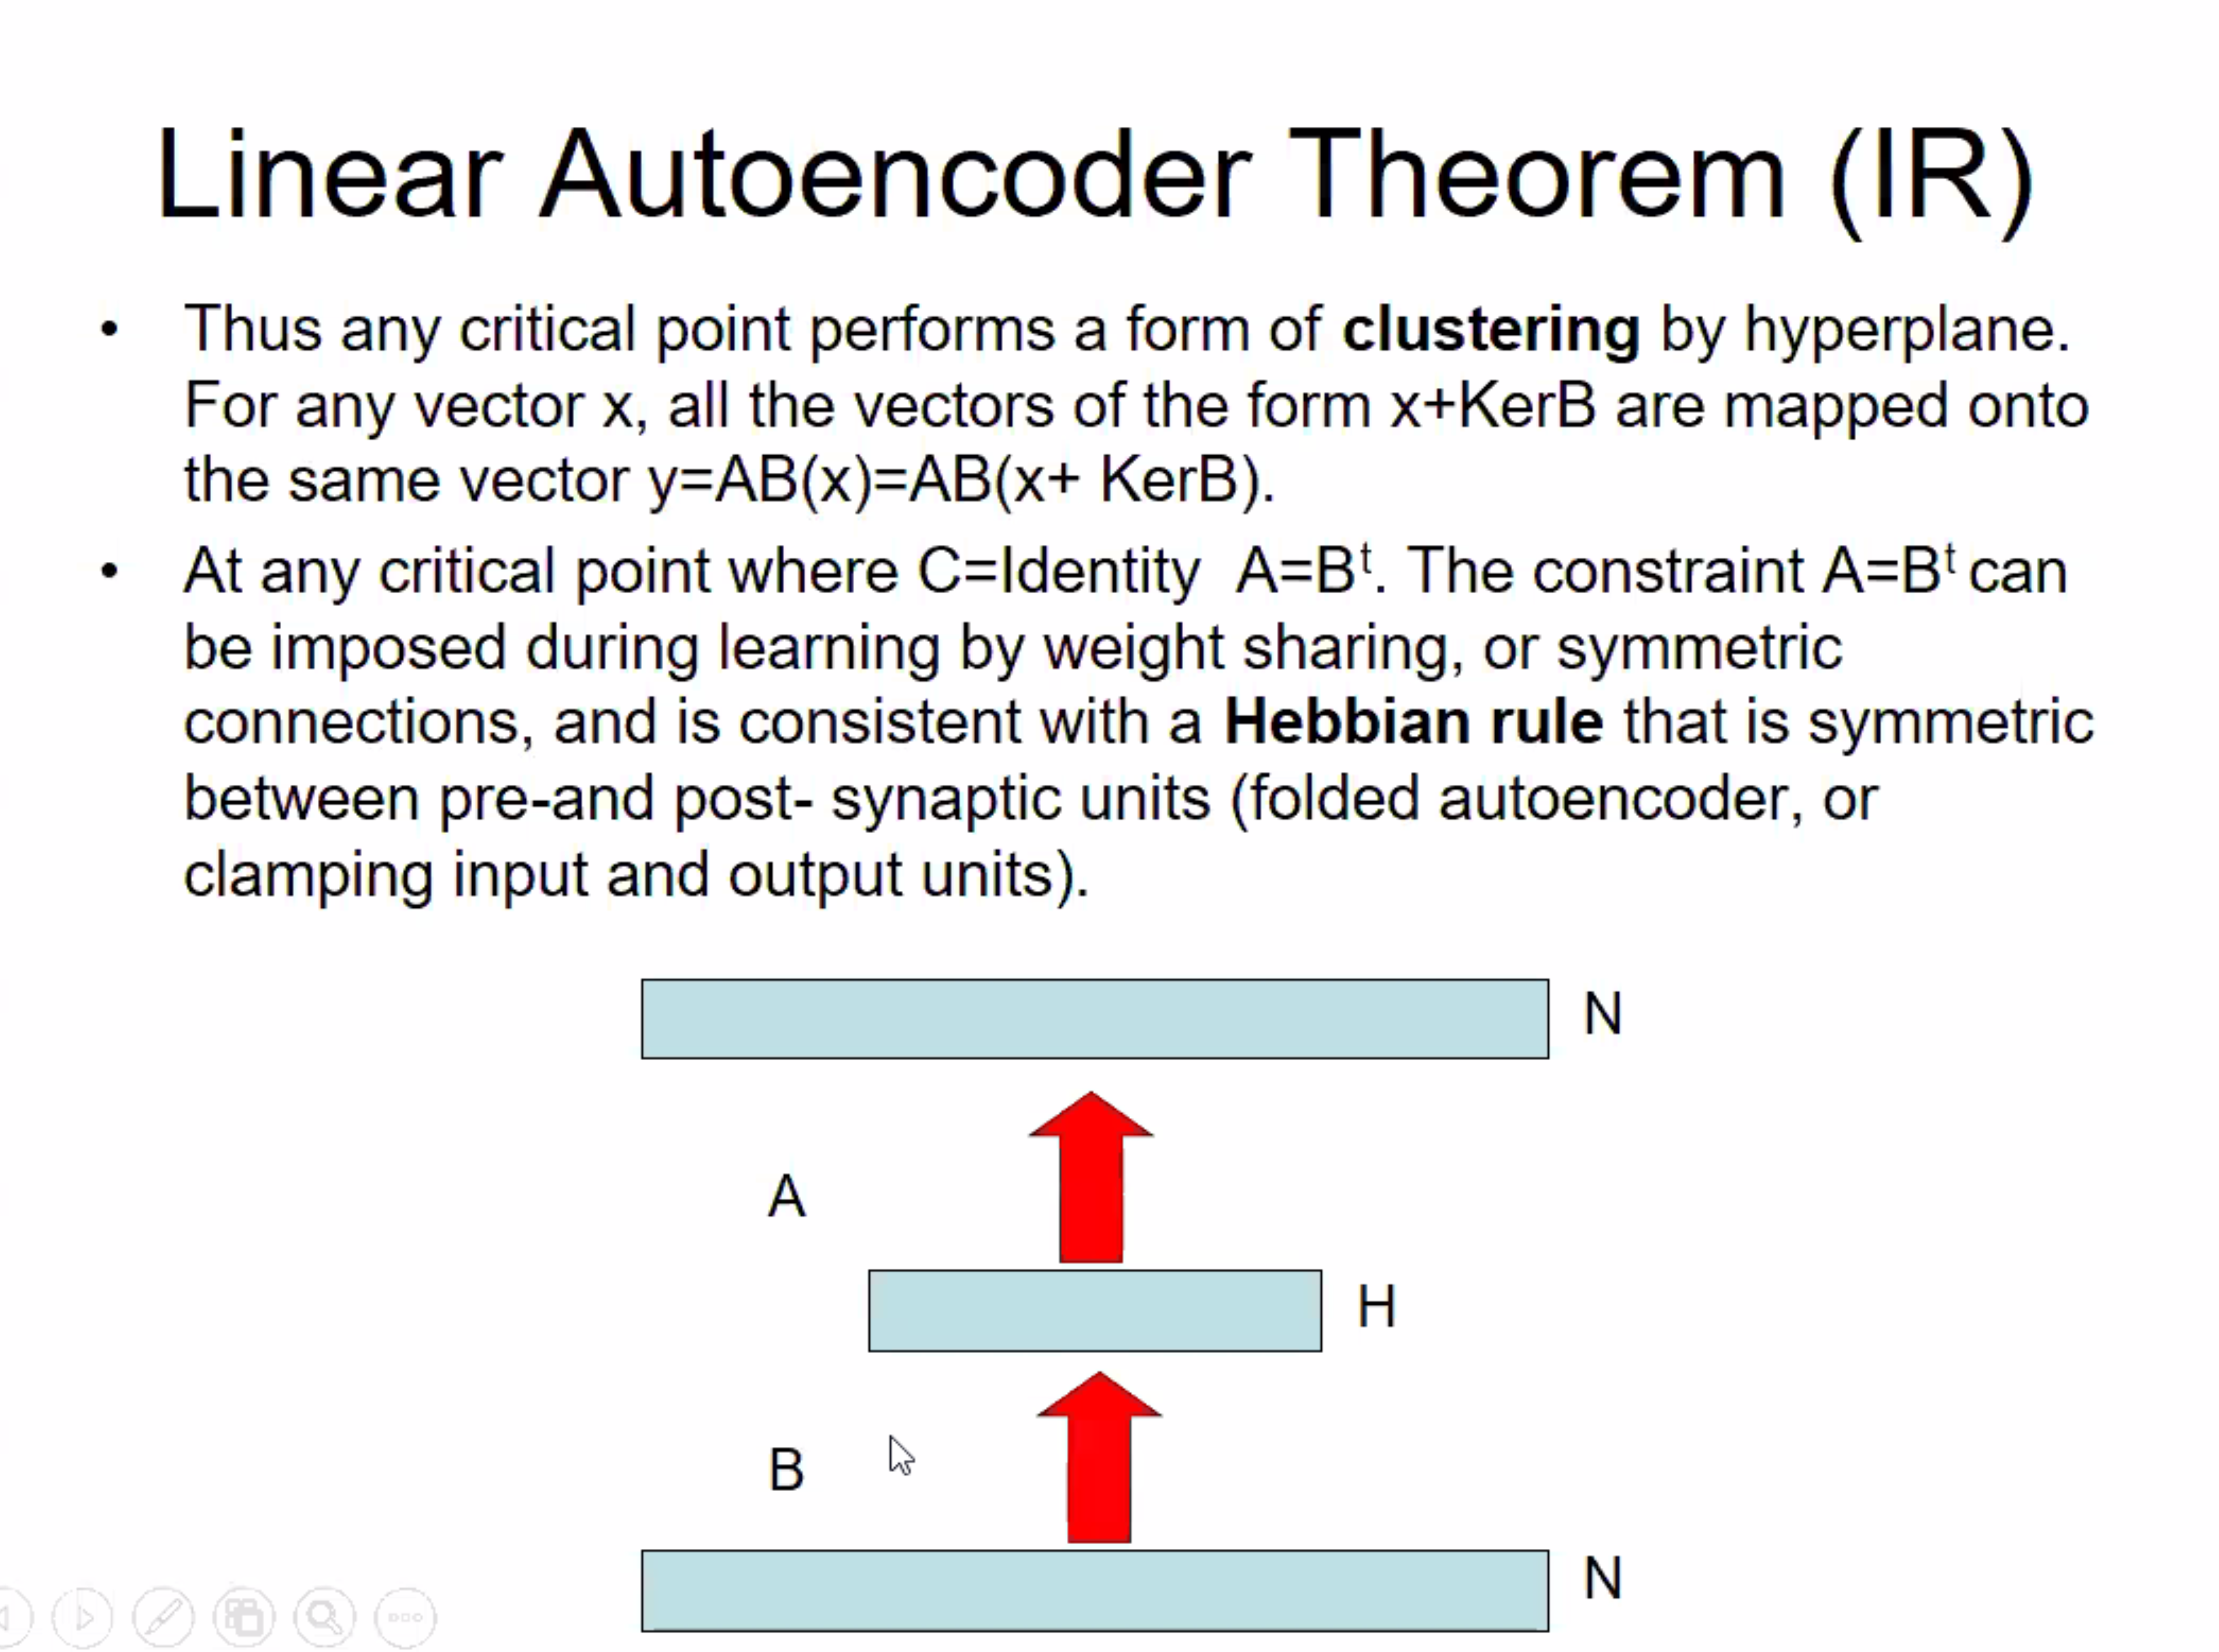 Linear Autoencoder Theorem (IR)
• Thus any critical point performs a form of clustering by hyperplane.
For any vector x, all the vectors of the form x+KerB are mapped onto
the same vector y=AB(x)=AB(x+ KerB).
• At any critical point where C=Identity  A=Bᵗ. The constraint A=Bᵗ can
be imposed during learning by weight sharing, or symmetric
connections, and is consistent with a Hebbian rule that is symmetric
between pre-and post- synaptic units (folded autoencoder, or
clamping input and output units).
N
A
H
B
N